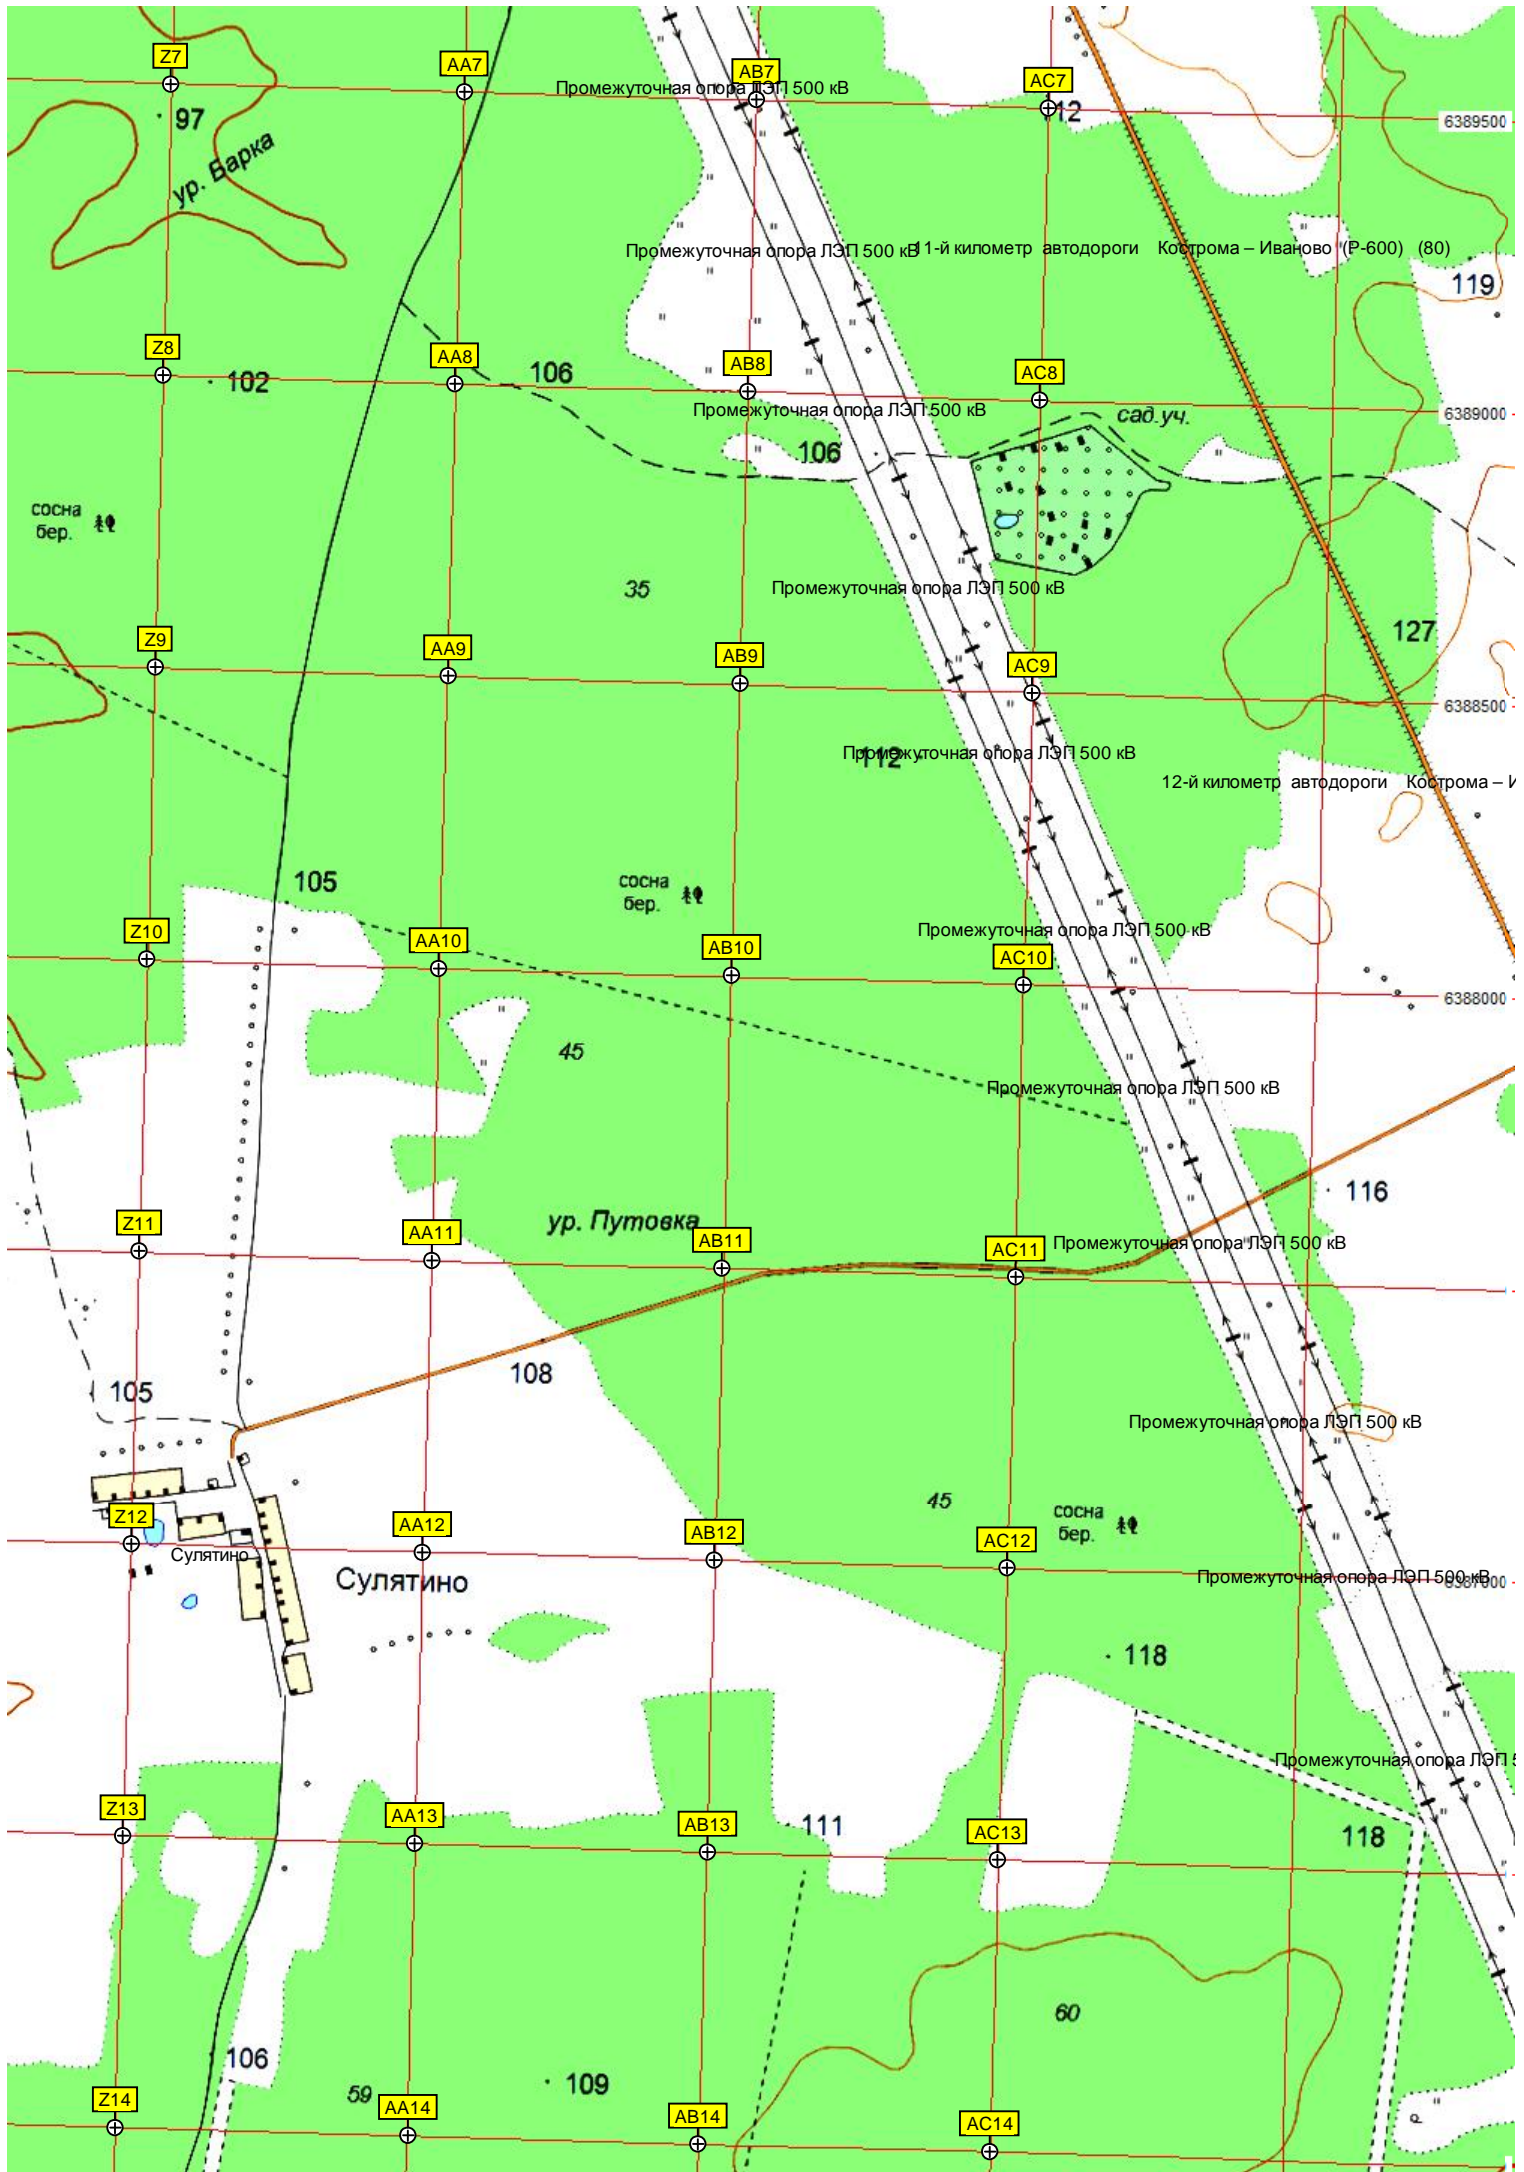 Z7
AA7
AB7
AC7
Промежуточная опора ЛЭП 500 кВ
97
112
6389500
ур. Барка
Промежуточная опора ЛЭП 500 кВ
11-й километр автодороги Кострома – Иваново (Р-600) (80)
119
Z8
AA8
AB8
AC8
102
106
Промежуточная опора ЛЭП 500 кВ
сад.уч.
6389000
106
сосна
бер.
35
Промежуточная опора ЛЭП 500 кВ
127
Z9
AA9
AB9
AC9
6388500
112
Промежуточная опора ЛЭП 500 кВ
12-й километр автодороги Кострома – И
105
сосна
бер.
Z10
AA10
AB10
AC10
Промежуточная опора ЛЭП 500 кВ
6388000
45
Промежуточная опора ЛЭП 500 кВ
116
ур. Путовка
Z11
AA11
AB11
AC11
Промежуточная опора ЛЭП 500 кВ
108
105
Промежуточная опора ЛЭП 500 кВ
45
сосна
бер.
Z12
AA12
AB12
AC12
Сулятино
Сулятино
Промежуточная опора ЛЭП 500 кВ
6387000
118
Промежуточная опора ЛЭП 5
Z13
AA13
AB13
AC13
111
118
60
106
109
59
Z14
AA14
AB14
AC14